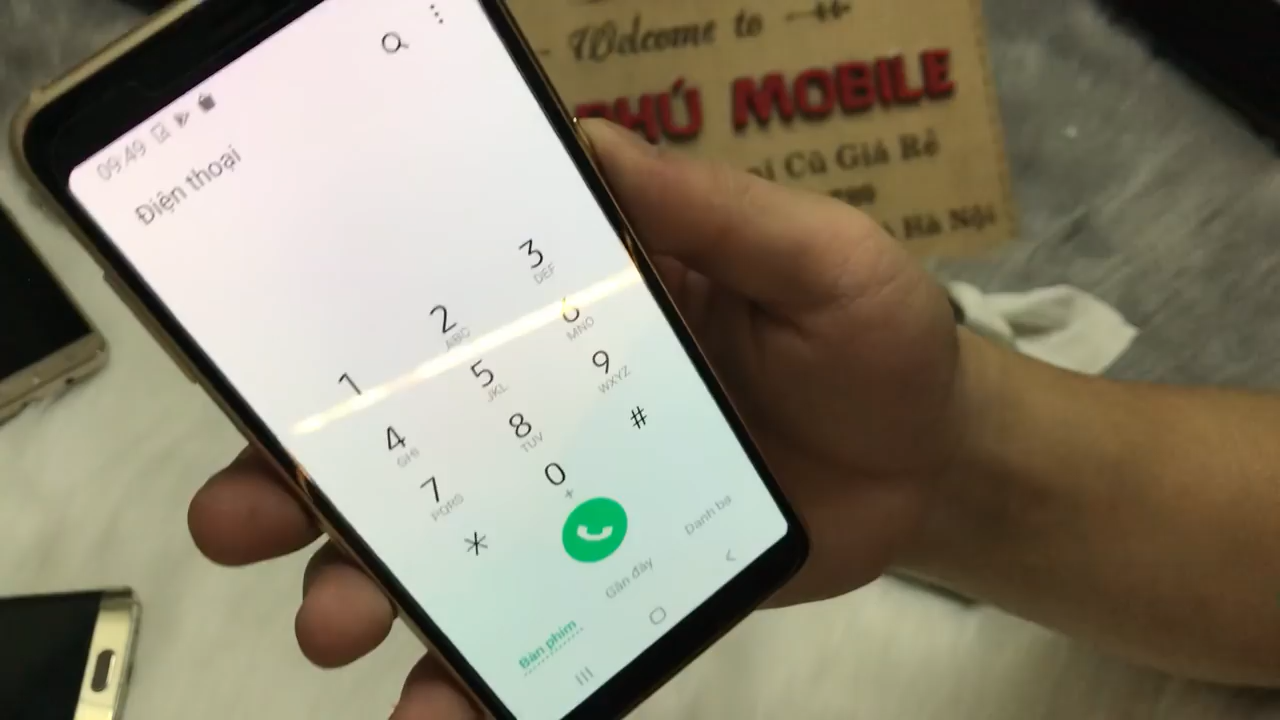 09:49
Điện thoại
1
2 ABC
3 DEF
4 GHI
5 JKL
6 MNO
7 PQRS
8 TUV
9 WXYZ
*
0 +
#
Bàn phím
Gần đây
Danh bạ
Welcome to
PHÚ MOBILE
Cũ Giá Rẻ
Hà Nội